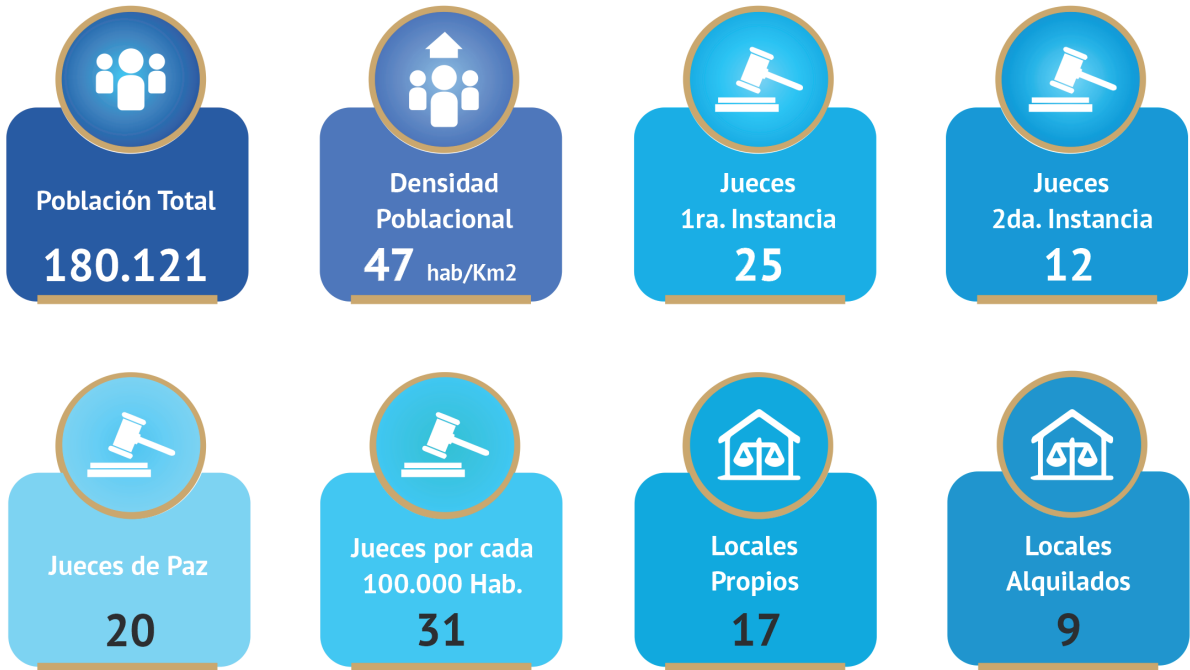 Población Total
180.121
Densidad
Poblacional
47 hab/Km2
Jueces
1ra. Instancia
25
Jueces
2da. Instancia
12
Jueces de Paz
20
Jueces por cada
100.000 Hab.
31
Locales
Propios
17
Locales
Alquilados
9